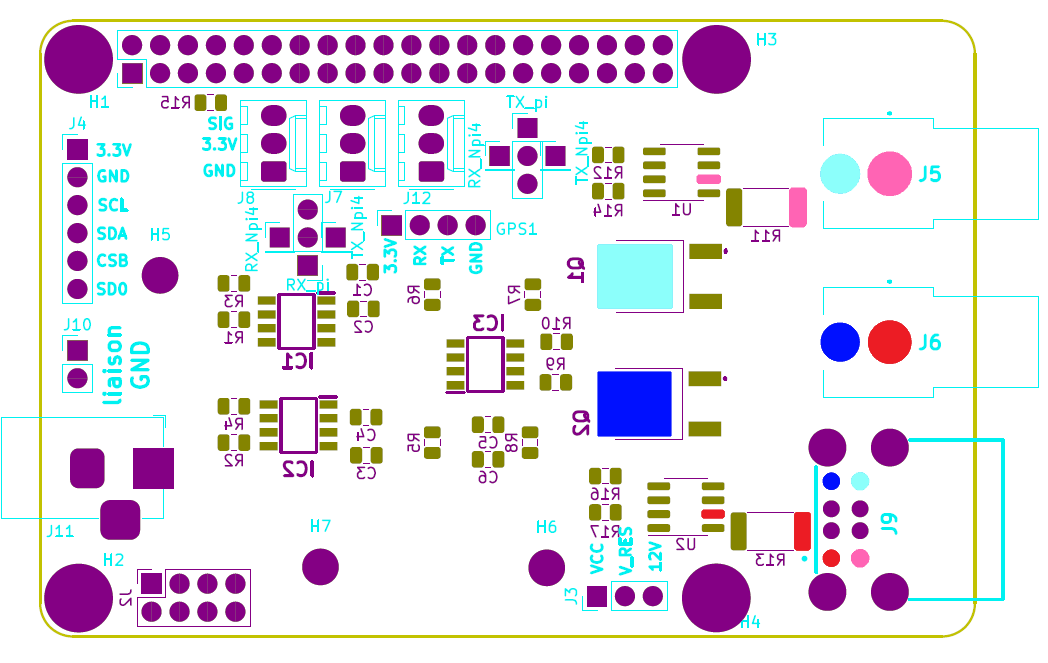 H3
H1
R15
TX_pi
J4
SIG
3.3V
GND
3.3V
GND
SCL
SDA
CSB
SDO
RX_Npi4
TX_Npi4
R12
R14
U1
J5
R11
J8
J7
J12
RX_Npi4
TX_Npi4
GPS1
3.3V
RX
TX
GND
H5
RX_pi
Q1
R3
R1
C1
C2
R6
R7
IC1
IC3
R10
R9
J6
J10
liaison
GND
R4
R2
C4
C3
IC2
R5
C5
C6
R8
Q2
R16
R17
U2
R13
J9
J11
H7
H6
H2
VCC
V_RES
12V
J2
J3
H4